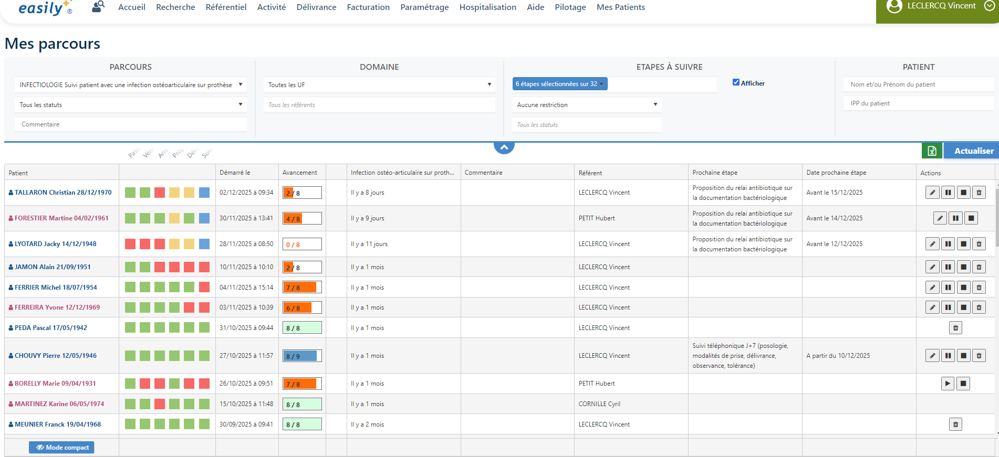 easily ®
Accueil Recherche Référentiel Activité Délivrance Facturation Paramétrage Hospitalisation Aide Pilotage Mes Patients
LECLERCQ Vincent
Mes parcours
PARCOURS
INFECTIOLOGIE Suivi patient avec une infection ostéoarticulaire sur prothèse
Tous les statuts
Commentaire
DOMAINE
Toutes les UF
Tous les référents
ETAPES À SUIVRE
6 étapes sélectionnées sur 32
Afficher
Aucune restriction
Tous les statuts
PATIENT
Nom et/ou Prénom du patient
IPP du patient
Actualiser
Patient Démarré le Avancement Infection ostéo-articulaire sur proth... Commentaire Référent Prochaine étape Date prochaine étape Actions
TALLARON Christian 28/12/1970 02/12/2025 à 09:34 2 / 8 Il y a 8 jours LECLERCQ Vincent Proposition du relai antibiotique sur
la documentation bactériologique Avant le 15/12/2025
FORESTIER Martine 04/02/1961 30/11/2025 à 13:41 4 / 8 Il y a 9 jours PETIT Hubert Proposition du relai antibiotique sur
la documentation bactériologique Avant le 14/12/2025
LYOTARD Jacky 14/12/1948 28/11/2025 à 08:50 0 / 8 Il y a 11 jours LECLERCQ Vincent Proposition du relai antibiotique sur
la documentation bactériologique Avant le 12/12/2025
JAMON Alain 21/09/1951 10/11/2025 à 10:10 2 / 8 Il y a 1 mois LECLERCQ Vincent
FERRIER Michel 18/07/1954 04/11/2025 à 15:14 7 / 8 Il y a 1 mois LECLERCQ Vincent
FERREIRA Yvone 12/12/1969 03/11/2025 à 10:39 6 / 8 Il y a 1 mois LECLERCQ Vincent
PEDA Pascal 17/05/1942 31/10/2025 à 09:44 8 / 8 Il y a 1 mois LECLERCQ Vincent
CHOUVY Pierre 12/05/1946 27/10/2025 à 11:57 8 / 9 Il y a 1 mois LECLERCQ Vincent Suivi téléphonique J+7 (posologie,
modalités de prise, délivrance,
observance, tolérance) A partir du 10/12/2025
BORELLY Marie 09/04/1931 26/10/2025 à 09:51 7 / 8 Il y a 1 mois PETIT Hubert
MARTINEZ Karine 06/05/1974 15/10/2025 à 11:48 8 / 8 Il y a 1 mois CORNILLE Cyril
MEUNIER Franck 19/04/1968 30/09/2025 à 09:41 8 / 8 Il y a 2 mois LECLERCQ Vincent
Mode compact